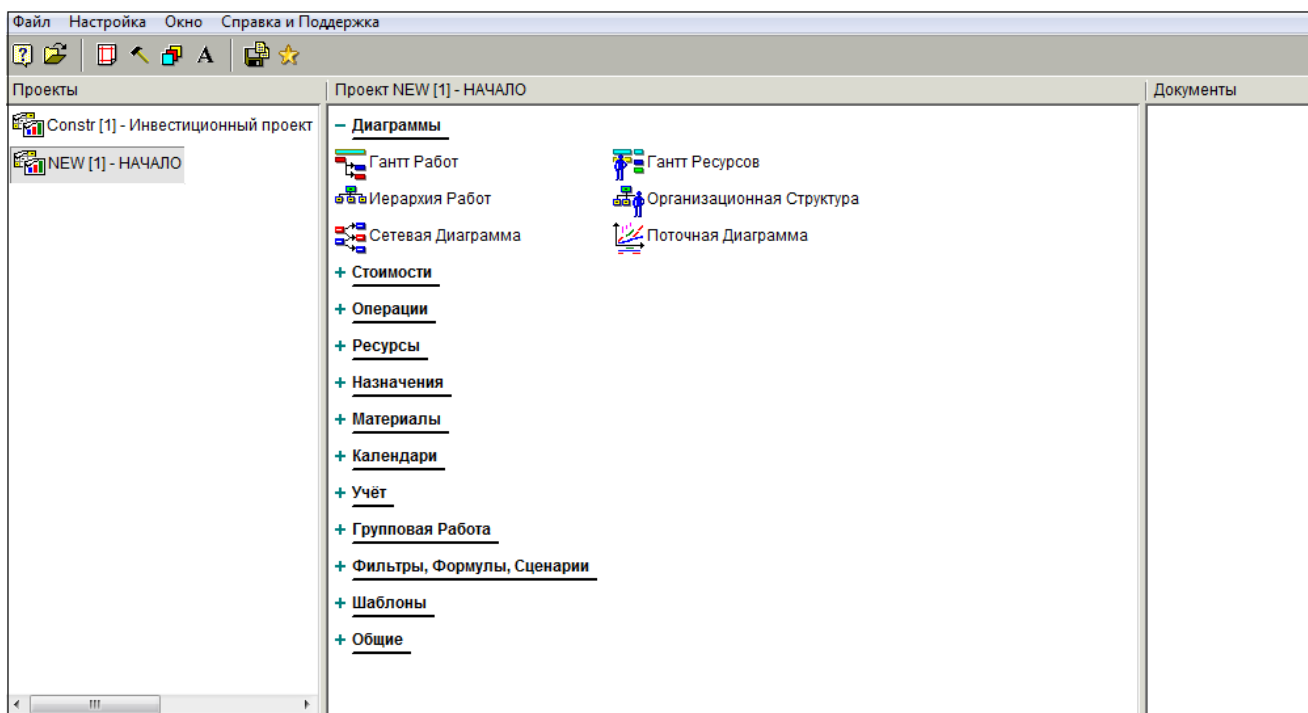 Файл Настройка Окно Справка и Поддержка
Проекты
Проект NEW [1] - НАЧАЛО
Документы
Constr [1] - Инвестиционный проект
NEW [1] - НАЧАЛО
− Диаграммы
Гантт Работ
Гантт Ресурсов
Иерархия Работ
Организационная Структура
Сетевая Диаграмма
Поточная Диаграмма
+ Стоимости
+ Операции
+ Ресурсы
+ Назначения
+ Материалы
+ Календари
+ Учёт
+ Групповая Работа
+ Фильтры, Формулы, Сценарии
+ Шаблоны
+ Общие